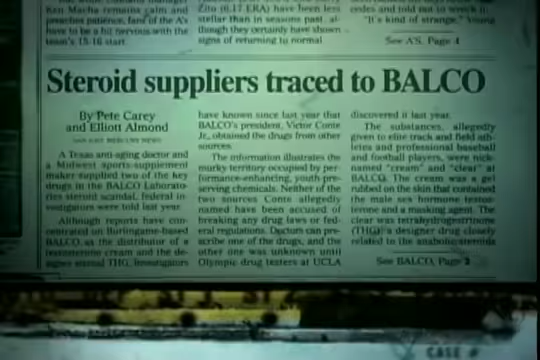 Ken Macha remains calm and
patience, fans of the A's
have to be a bit nervous with the
team's 15-16 start.
Zito (6.17 ERA) have been less
stellar than in seasons past, al-
though they certainly have shown
signs of returning to normal
codes and told not to wreck it.
"It's kind of strange," Young
See A'S, Page 4
Steroid suppliers traced to BALCO
By Pete Carey
and Elliott Almond
MERCURY NEWS
A Texas anti-aging doctor and
a Midwest sports-supplement
maker supplied two of the key
drugs in the BALCO Laborato-
ries steroid scandal, federal in-
vestigators were told last year.
Although reports have con-
centrated on Burlingame-based
BALCO as the distributor of a
testosterone cream and the de-
signer steroid THG, investigators
have known since last year that
BALCO's president, Victor Conte
Jr., obtained the drugs from other
sources.
The information illustrates the
murky territory occupied by per-
formance-enhancing, youth pre-
serving chemicals. Neither of the
two sources Conte allegedly
named have been accused of
breaking any drug laws or fed-
eral regulations. Doctors can pre-
scribe one of the drugs, and the
other one was unknown until
Olympic drug testers at UCLA
discovered it last year.
The substances, allegedly
given to elite track and field ath-
letes and professional baseball
and football players, were nick-
named "cream" and "clear" at
BALCO. The cream was a gel
rubbed on the skin that contained
the male sex hormone testos-
terone and a masking agent. The
clear was tetrahydrogestrinone
(THG), a designer drug closely
related to the anabolic steroids
See BALCO, Page 2
CASE #